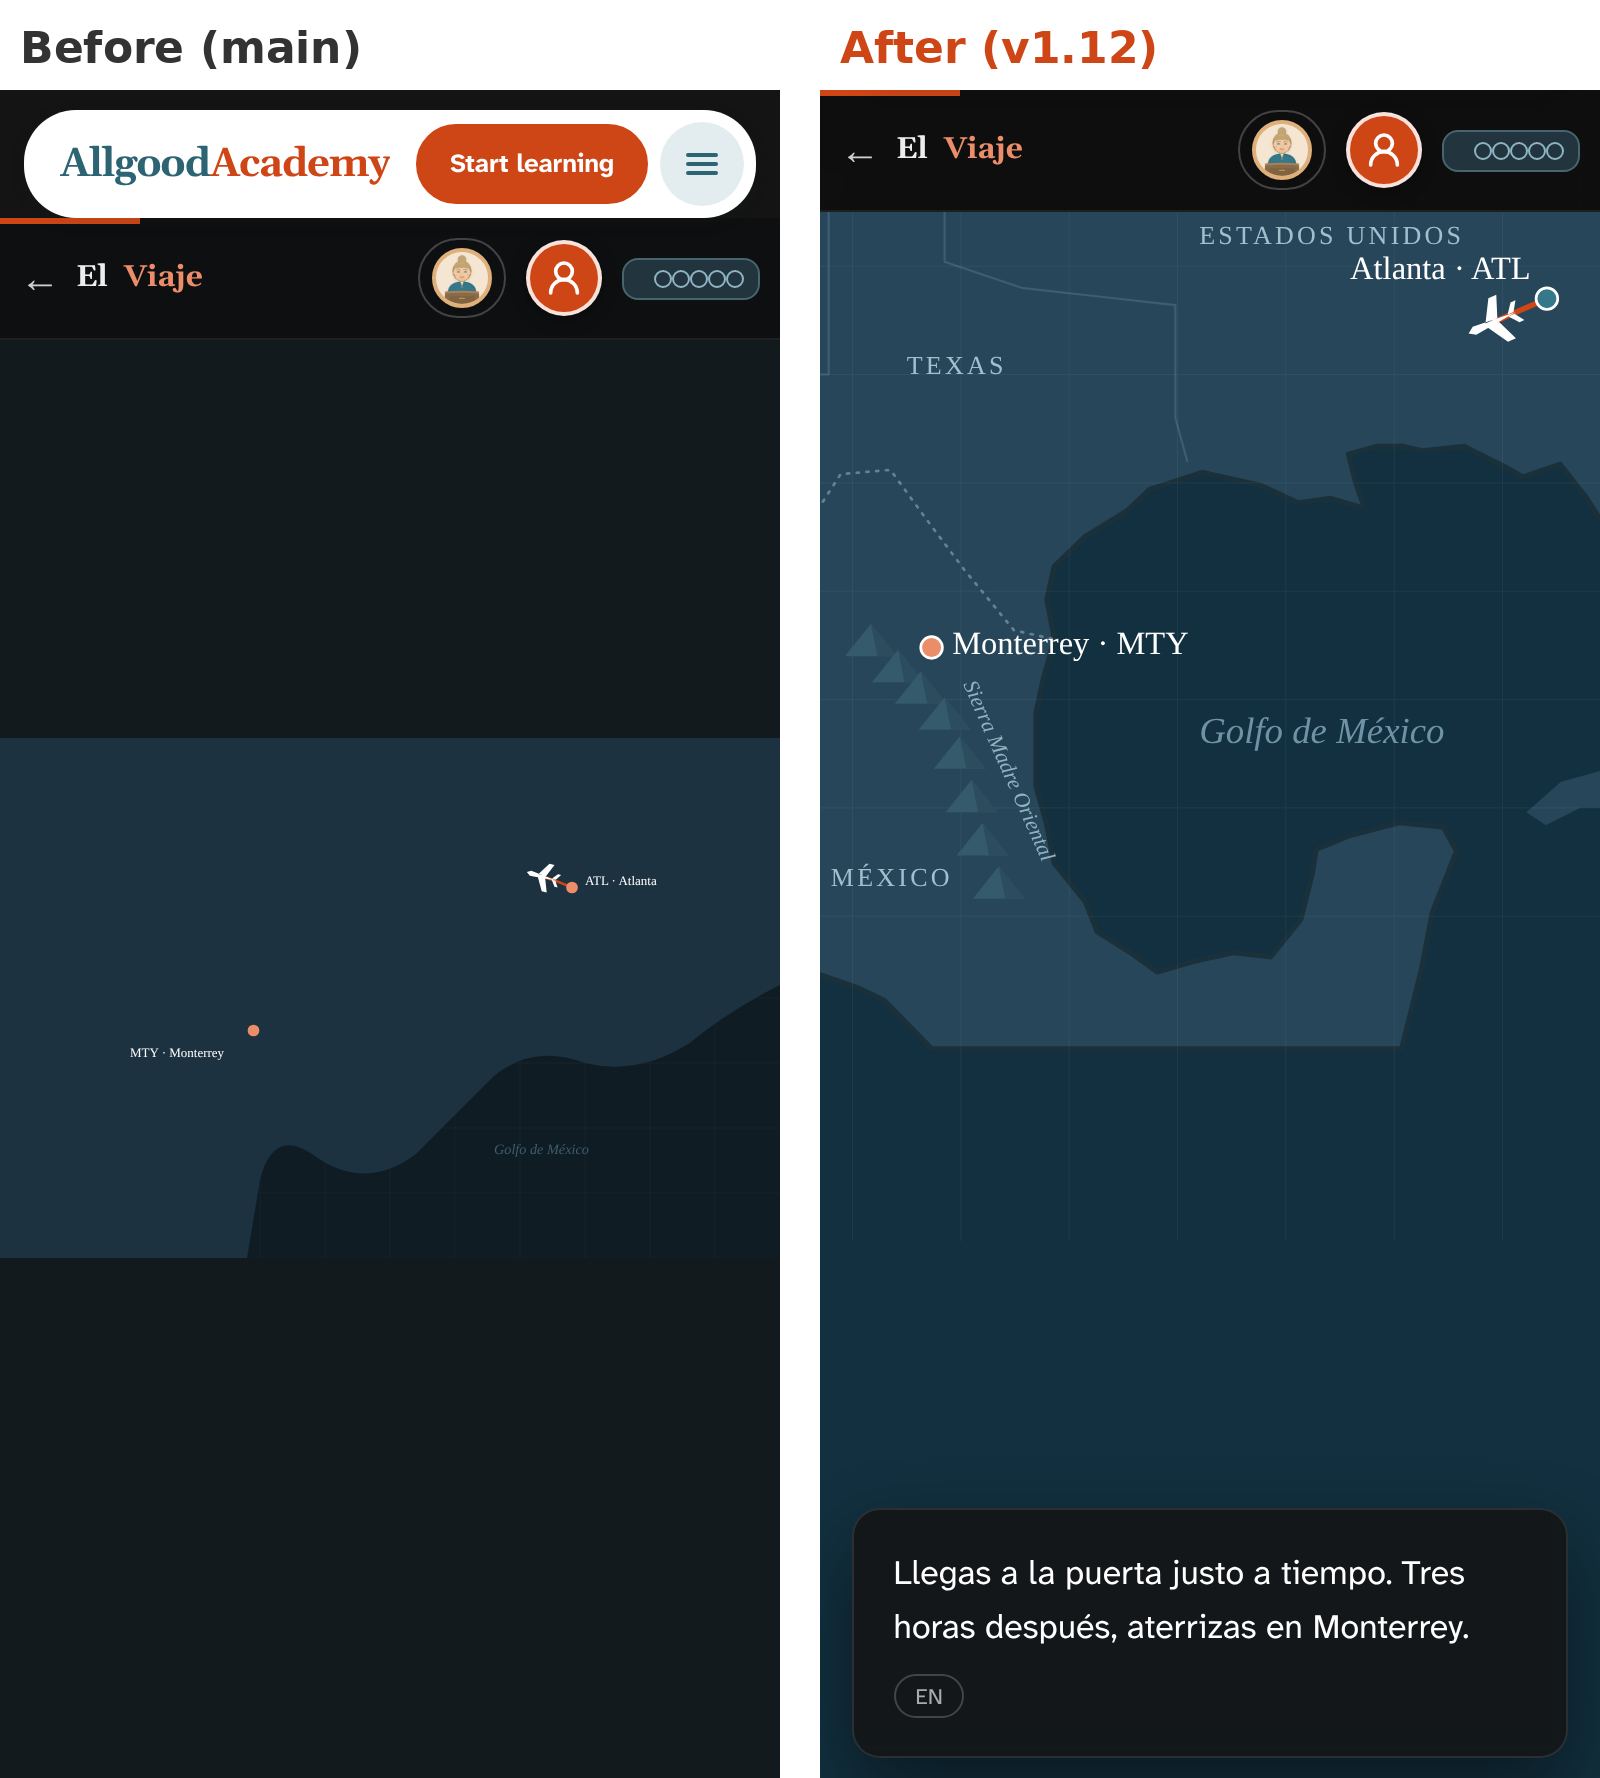 Before (main)
AllgoodAcademy
Start learning
← El Viaje
ATL · Atlanta
MTY · Monterrey
Golfo de México
After (v1.12)
← El Viaje
ESTADOS UNIDOS
Atlanta · ATL
TEXAS
Monterrey · MTY
Sierra Madre Oriental
Golfo de México
MÉXICO
Llegas a la puerta justo a tiempo. Tres
horas después, aterrizas en Monterrey.
EN